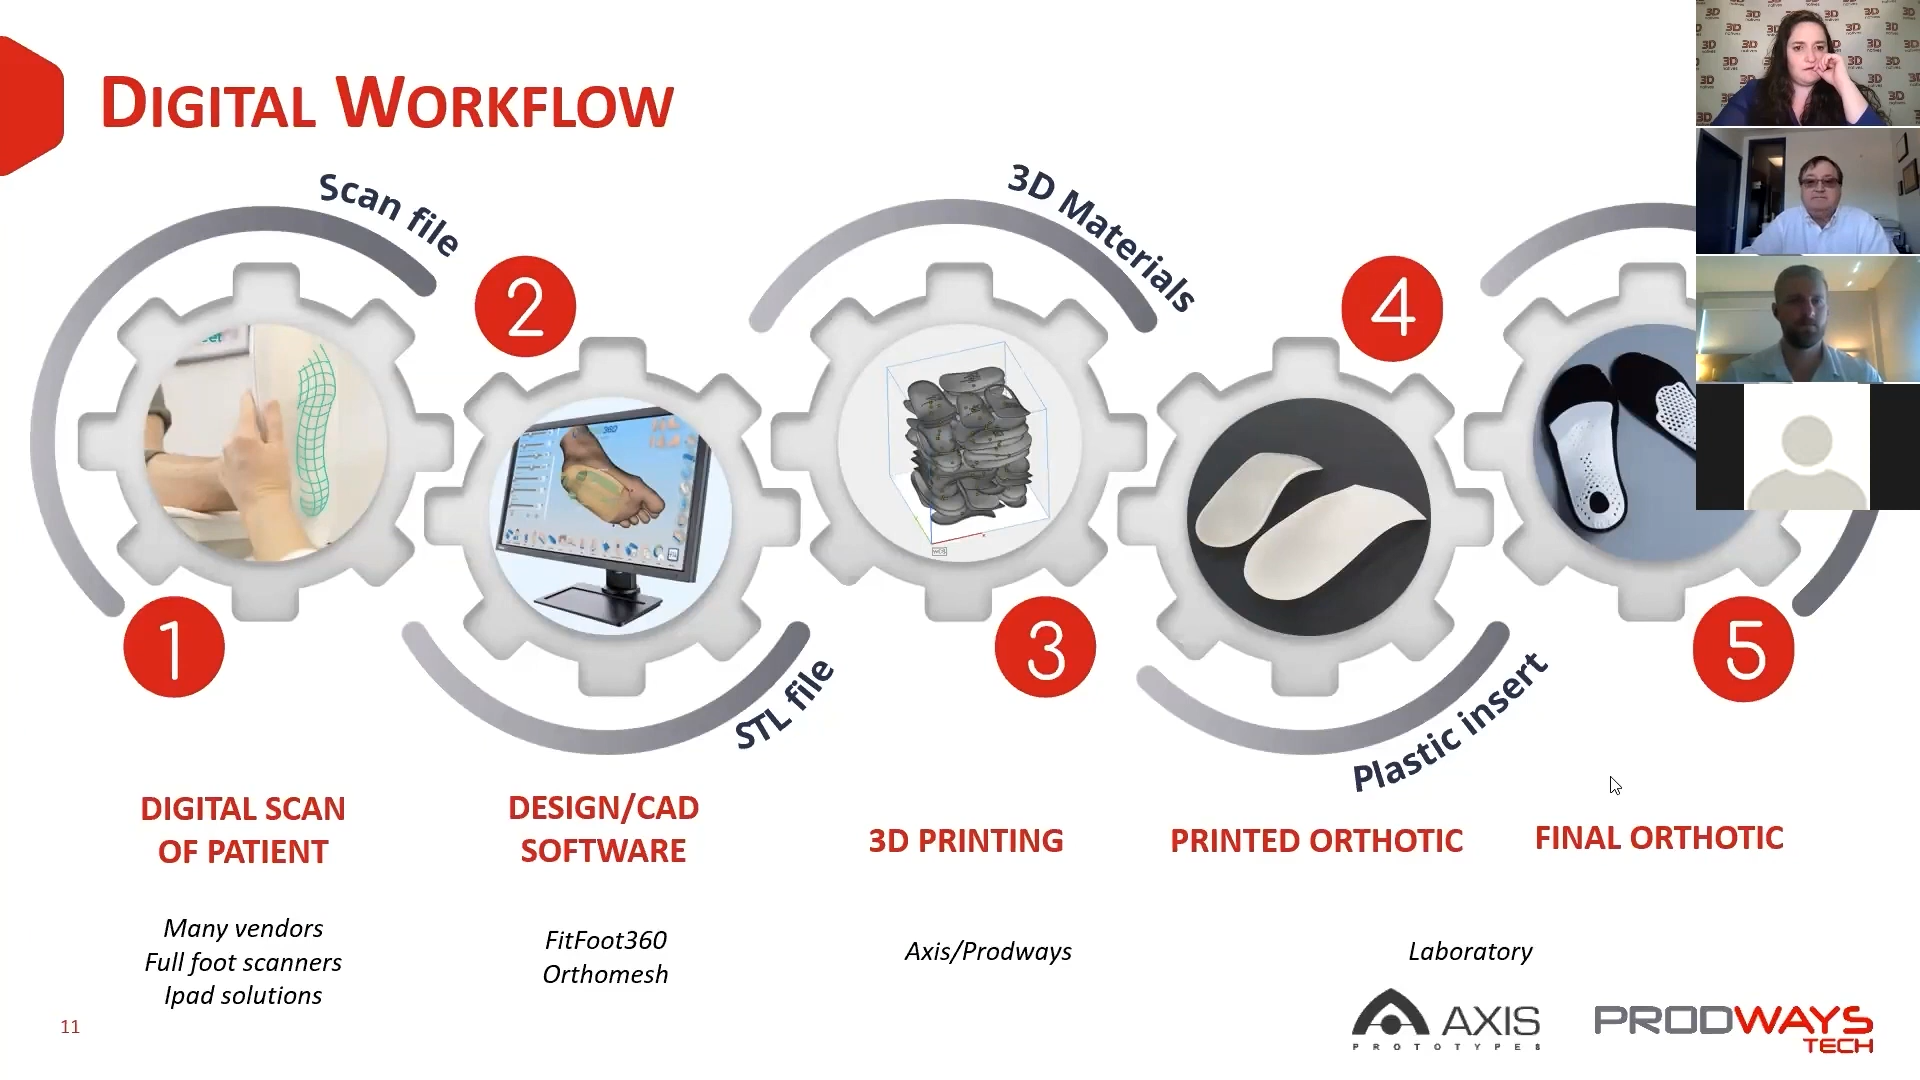 DIGITAL WORKFLOW
Scan file
3D Materials
2
4
1
3
5
STL file
Plastic insert
DIGITAL SCAN
OF PATIENT
DESIGN/CAD
SOFTWARE
3D PRINTING
PRINTED ORTHOTIC
FINAL ORTHOTIC
Many vendors
Full foot scanners
Ipad solutions
FitFoot360
Orthomesh
Axis/Prodways
Laboratory
11
AXIS
PROTOTYPES
PRODWAYS
TECH
3D
natives